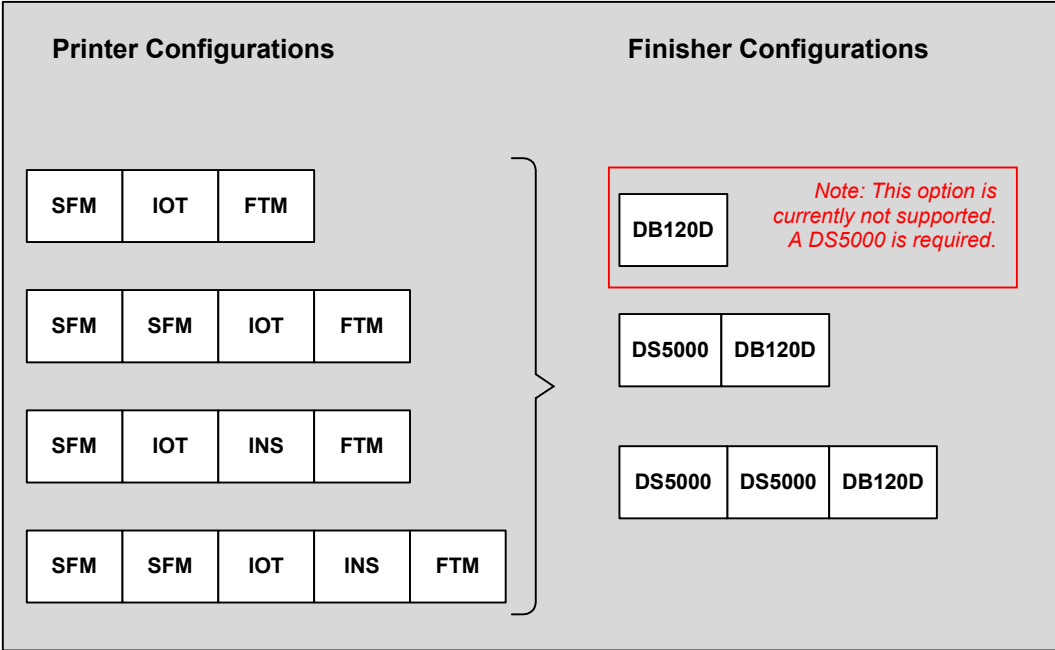 Printer Configurations
Finisher Configurations
SFM IOT FTM
SFM SFM IOT FTM
SFM IOT INS FTM
SFM SFM IOT INS FTM
DB120D
Note: This option is
currently not supported.
A DS5000 is required.
DS5000 DB120D
DS5000 DS5000 DB120D